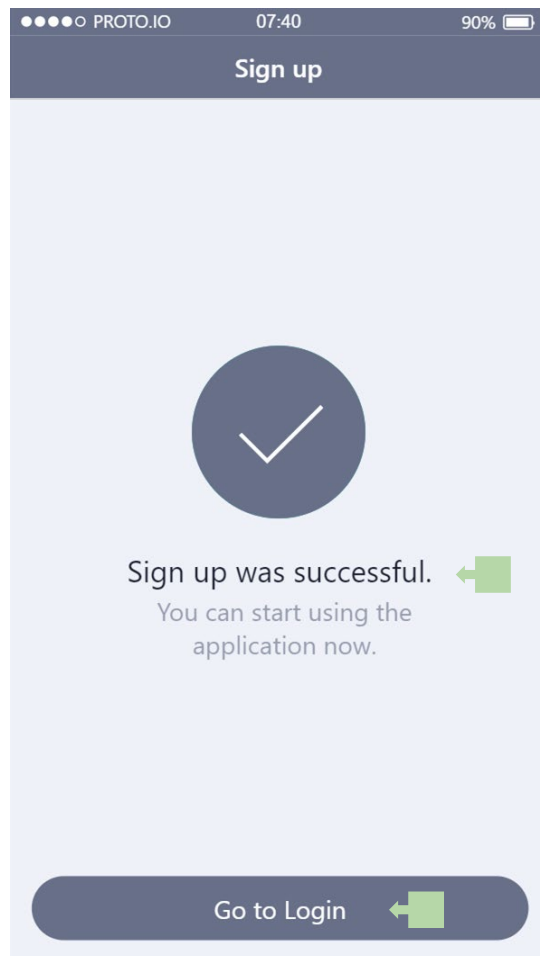 PROTO.IO 07:40 90%
Sign up
Sign up was successful.
You can start using the
application now.
Go to Login